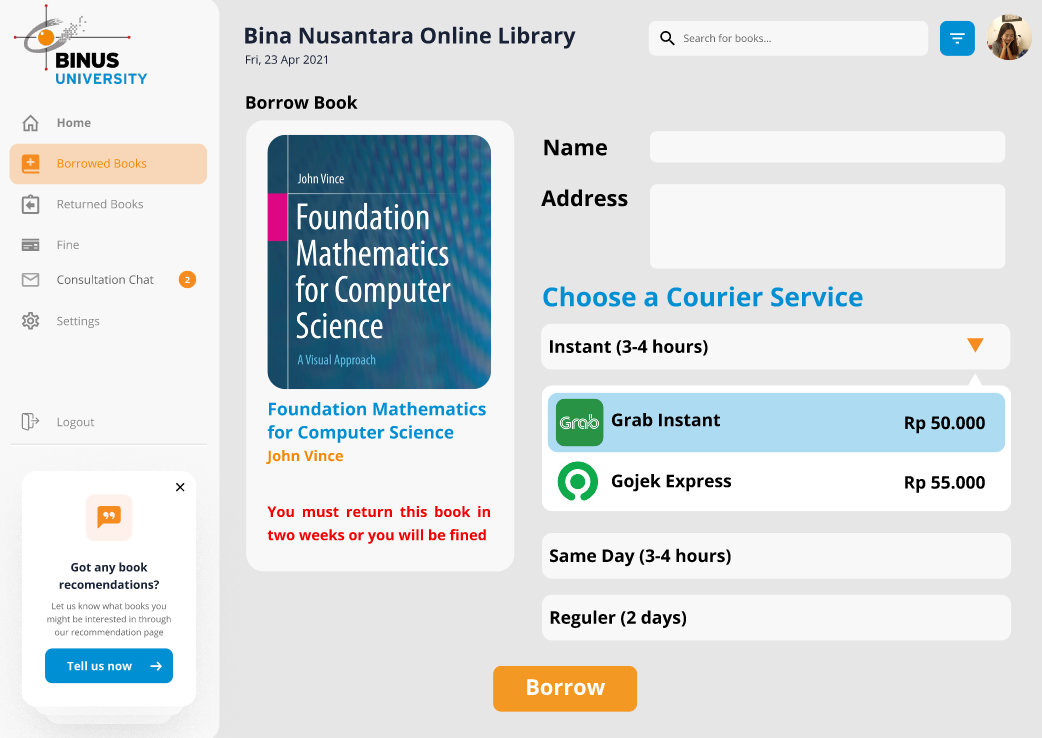 BINUS
UNIVERSITY
Home
Borrowed Books
Returned Books
Fine
Consultation Chat
2
Settings
Logout
Got any book
recomendations?
Let us know what books you
might be interested in through
our recommendation page
Tell us now
Bina Nusantara Online Library
Fri, 23 Apr 2021
Search for books...
Borrow Book
John Vince
Foundation
Mathematics
for Computer
Science
A Visual Approach
Foundation Mathematics
for Computer Science
John Vince
You must return this book in
two weeks or you will be fined
Name
Address
Choose a Courier Service
Instant (3-4 hours)
Grab
Grab Instant
Rp 50.000
Gojek Express
Rp 55.000
Same Day (3-4 hours)
Reguler (2 days)
Borrow